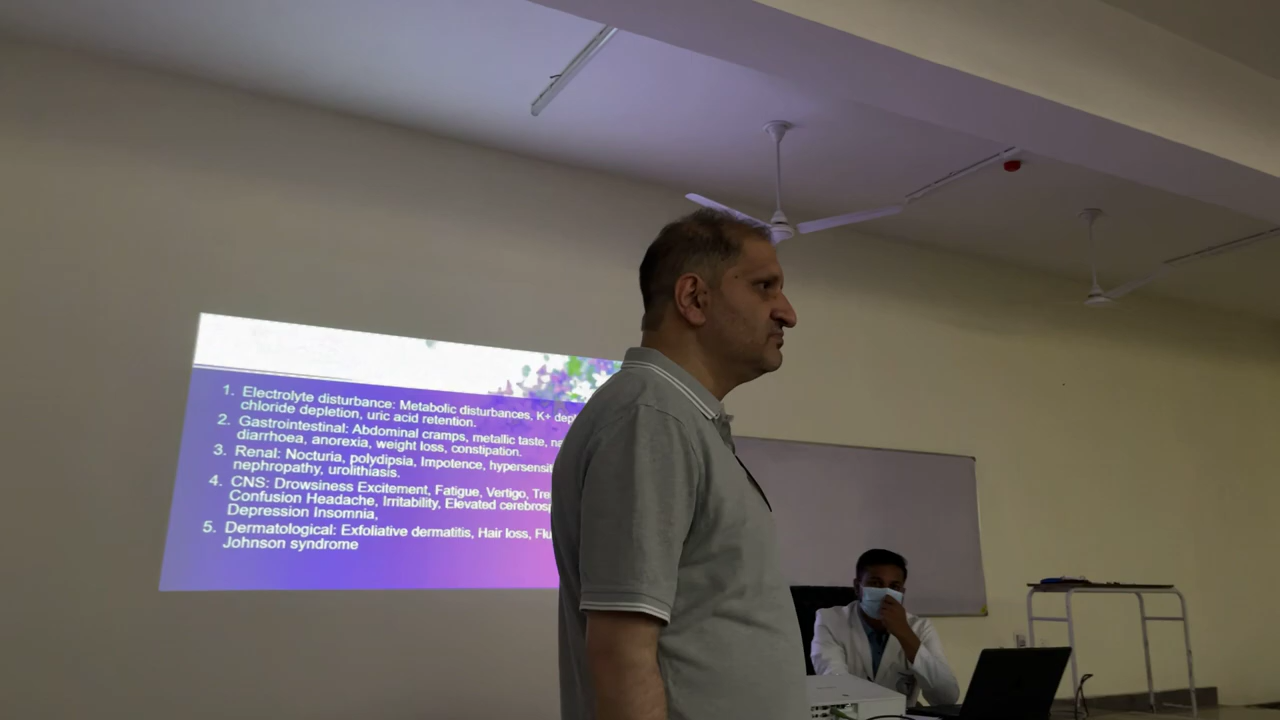 1. Electrolyte disturbance: Metabolic disturbances, K+
chloride depletion, uric acid retention.
2. Gastrointestinal: Abdominal cramps, metallic taste,
diarrhoea, anorexia, weight loss, constipation.
3. Renal: Nocturia, polydipsia, Impotence,
nephropathy, urolithiasis.
4. CNS: Drowsiness Excitement, Fatigue, Vertigo,
Confusion Headache, Irritability, Elevated
Depression Insomnia,
5. Dermatological: Exfoliative dermatitis, Hair loss,
Johnson syndrome